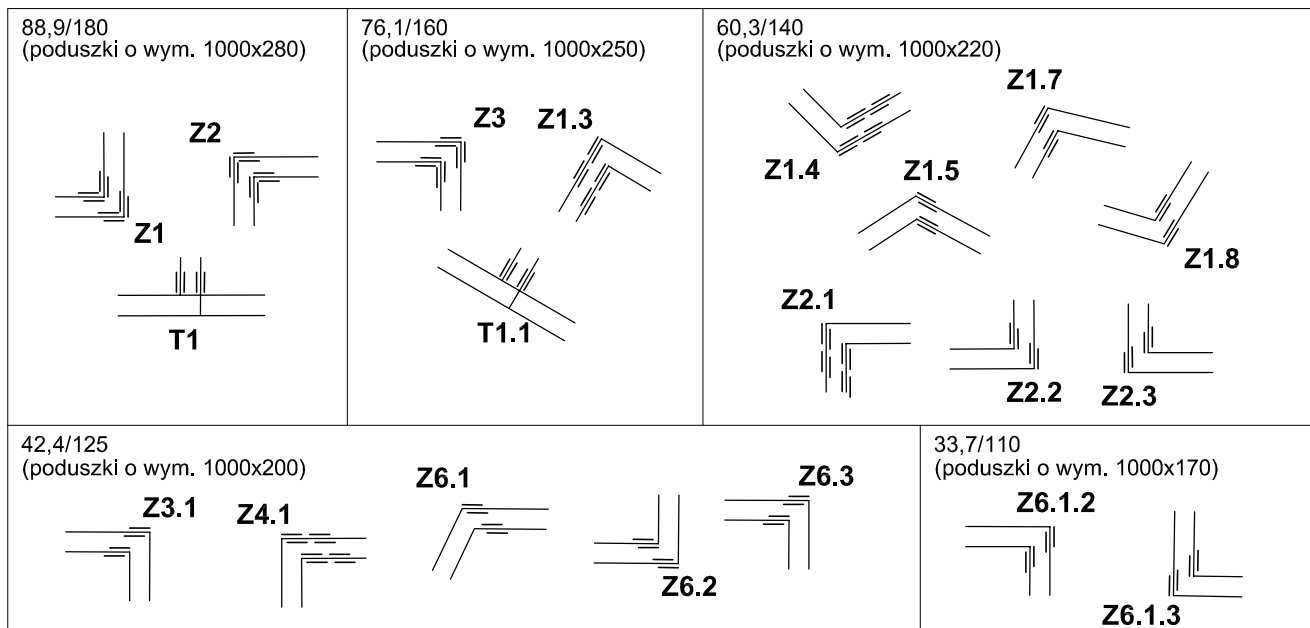 88,9/180
(poduszki o wym. 1000x280)
Z2
Z1
T1
76,1/160
(poduszki o wym. 1000x250)
Z3 Z1.3
T1.1
60,3/140
(poduszki o wym. 1000x220)
Z1.7
Z1.4 Z1.5
Z1.8
Z2.1
Z2.2 Z2.3
42,4/125
(poduszki o wym. 1000x200)
Z6.1 Z6.3
Z3.1 Z4.1
Z6.2
33,7/110
(poduszki o wym. 1000x170)
Z6.1.2
Z6.1.3